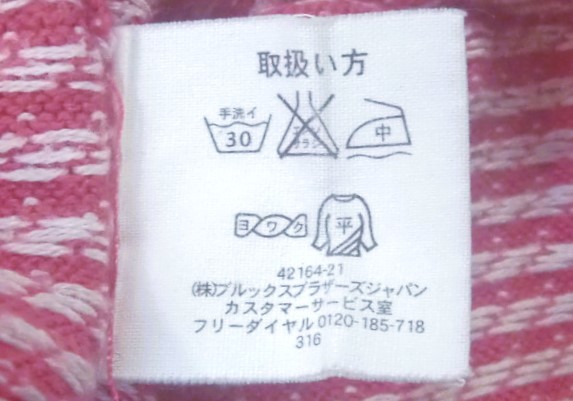 取扱い方
手洗イ
30
エンソ
サラシ
中
ヨワク
平
42164-21
(株)ブルックスブラザーズジャパン
カスタマーサービス室
フリーダイヤル 0120-185-718
316